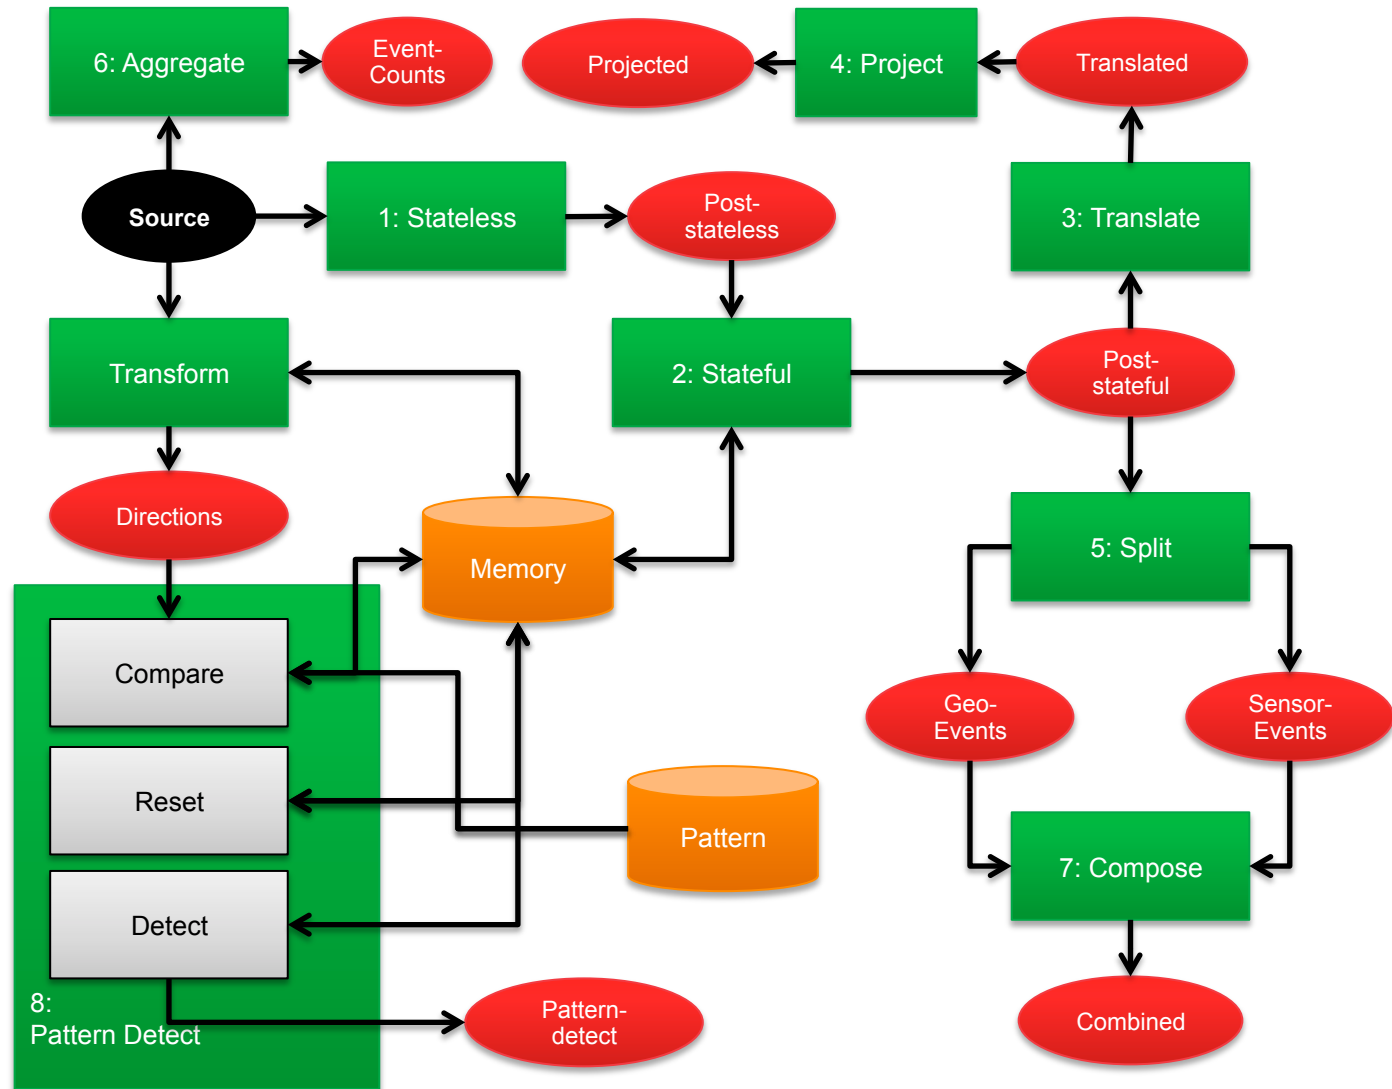 6: Aggregate
Event-
Counts
Projected
4: Project
Translated
Source
1: Stateless
Post-
stateless
3: Translate
Transform
2: Stateful
Post-
stateful
Directions
Memory
5: Split
Compare
Geo-
Events
Sensor-
Events
Reset
Pattern
7: Compose
Detect
8:
Pattern Detect
Pattern-
detect
Combined